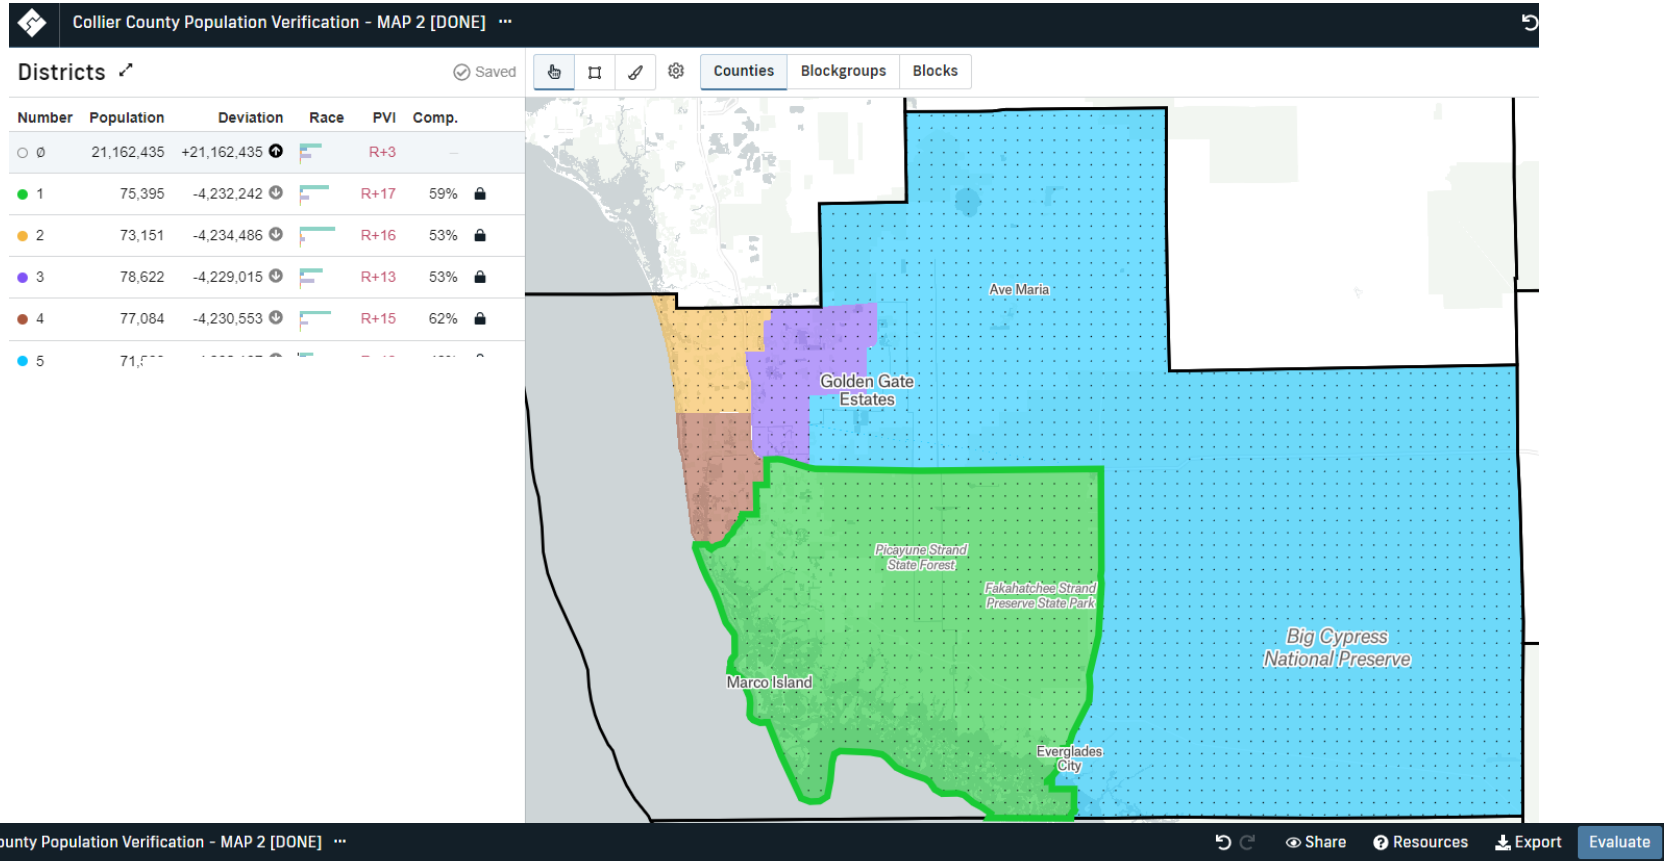 Collier County Population Verification - MAP 2 [DONE] ···
Districts
Saved
Counties Blockgroups Blocks
Number Population Deviation Race PVI Comp.
Ø 21,162,435 +21,162,435 R+3 —
1 75,395 -4,232,242 R+17 59%
2 73,151 -4,234,486 R+16 53%
3 78,622 -4,229,015 R+13 53%
4 77,084 -4,230,553 R+15 62%
5
Ave Maria
Golden Gate
Estates
Picayune Strand
State Forest
Fakahatchee Strand
Preserve State Park
Big Cypress
National Preserve
Marco Island
Everglades
City
ounty Population Verification - MAP 2 [DONE] ···
Share Resources Export Evaluate